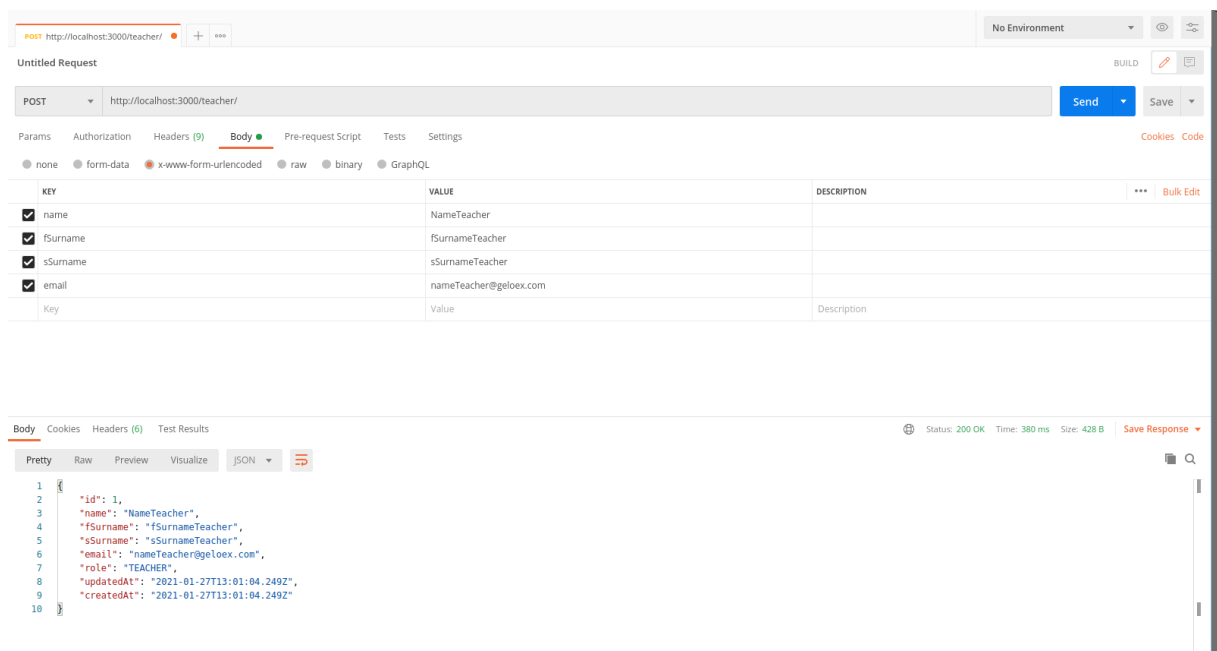 POST http://localhost:3000/teacher/ No Environment
Untitled Request BUILD
POST http://localhost:3000/teacher/ Send Save
Params Authorization Headers (9) Body Pre-request Script Tests Settings Cookies Code
none form-data x-www-form-urlencoded raw binary GraphQL
KEY VALUE DESCRIPTION ••• Bulk Edit
name NameTeacher
fSurname fSurnameTeacher
sSurname sSurnameTeacher
email nameTeacher@geloex.com
Key Value Description
Body Cookies Headers (6) Test Results Status: 200 OK Time: 380 ms Size: 428 B Save Response
Pretty Raw Preview Visualize JSON
1 {
2 "id": 1,
3 "name": "NameTeacher",
4 "fSurname": "fSurnameTeacher",
5 "sSurname": "sSurnameTeacher",
6 "email": "nameTeacher@geloex.com",
7 "role": "TEACHER",
8 "updatedAt": "2021-01-27T13:01:04.249Z",
9 "createdAt": "2021-01-27T13:01:04.249Z"
10 }